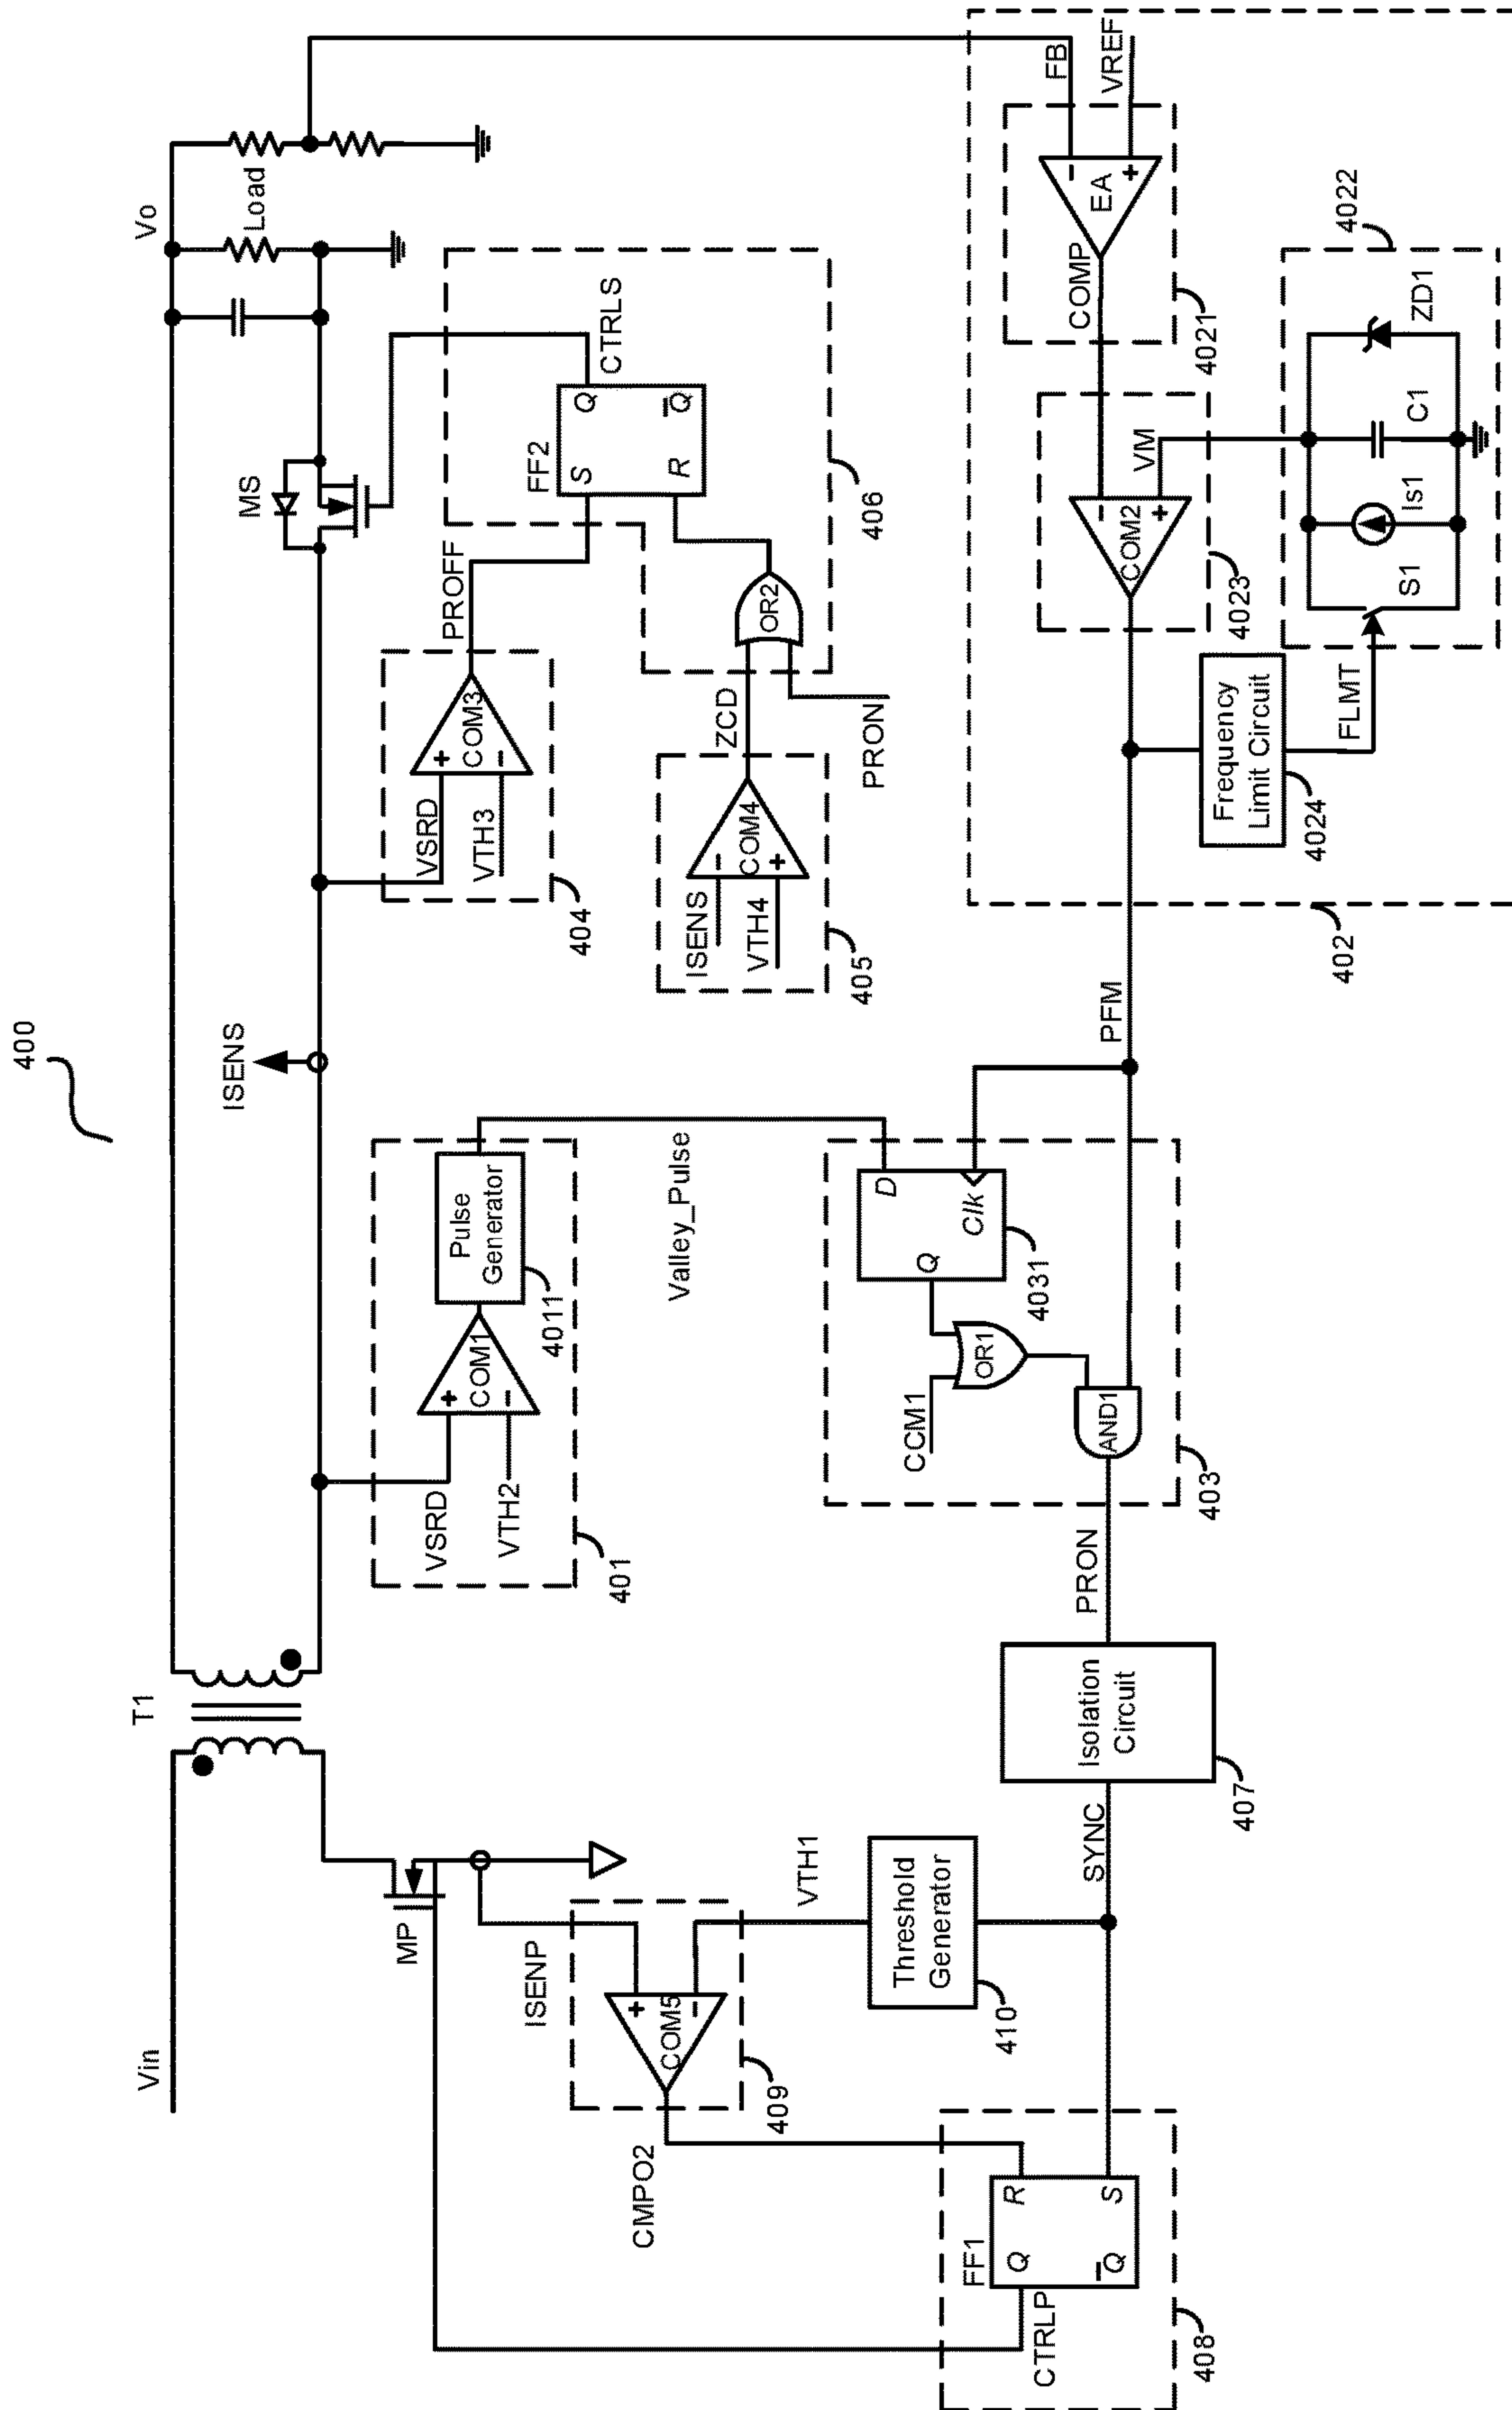 400
Vin
T1
Vo
ISENS
MS
Load
MP
VSRD
VTH2
COM1
+
−
Pulse
Generator
4011
401
VSRD
VTH3
COM3
+
−
404
PROFF
FF2
S
Q
R
Q
CTRLS
406
ISENS
VTH4
COM4
−
+
405
ZCD
OR2
PRON
ISENP
COM5
+
−
409
CMPO2
VTH1
Threshold
Generator
410
Valley_Pulse
D
Q
Clk
4031
CCM1
OR1
AND1
403
PFM
PRON
Isolation
Circuit
407
SYNC
FF1
Q
R
Q
S
CTRLP
408
FB
VREF
EA
−
+
COMP
4021
COM2
−
+
VM
4023
Frequency
Limit Circuit
4024
FLMT
S1
Is1
C1
ZD1
4022
402